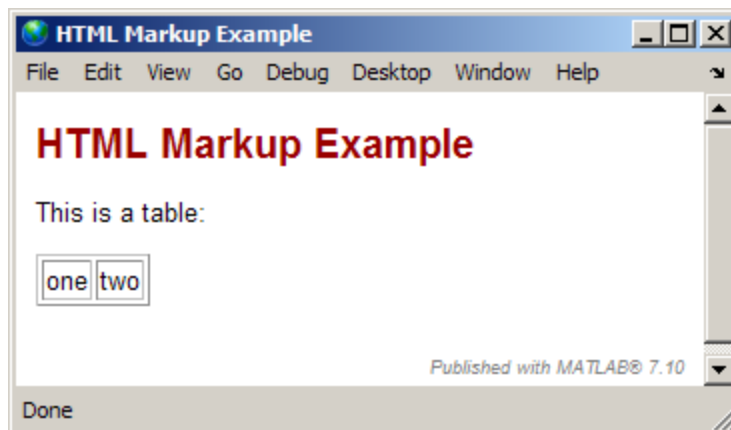 HTML Markup Example
File Edit View Go Debug Desktop Window Help
HTML Markup Example
This is a table:
one two
Published with MATLAB® 7.10
Done